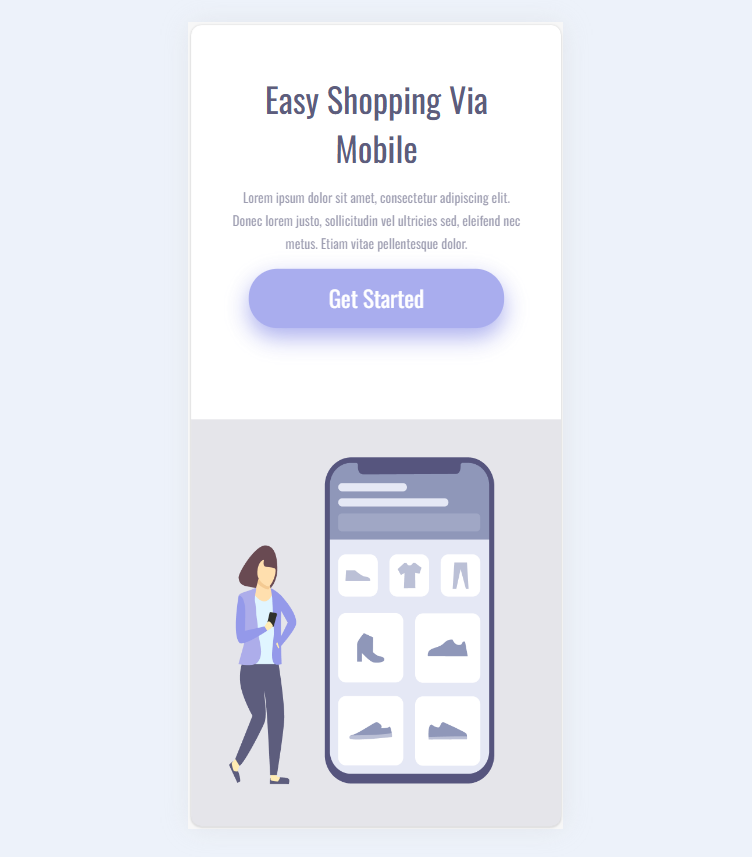 Easy Shopping Via
Mobile
Lorem ipsum dolor sit amet, consectetur adipiscing elit.
Donec lorem justo, sollicitudin vel ultricies sed, eleifend nec
metus. Etiam vitae pellentesque dolor.
Get Started